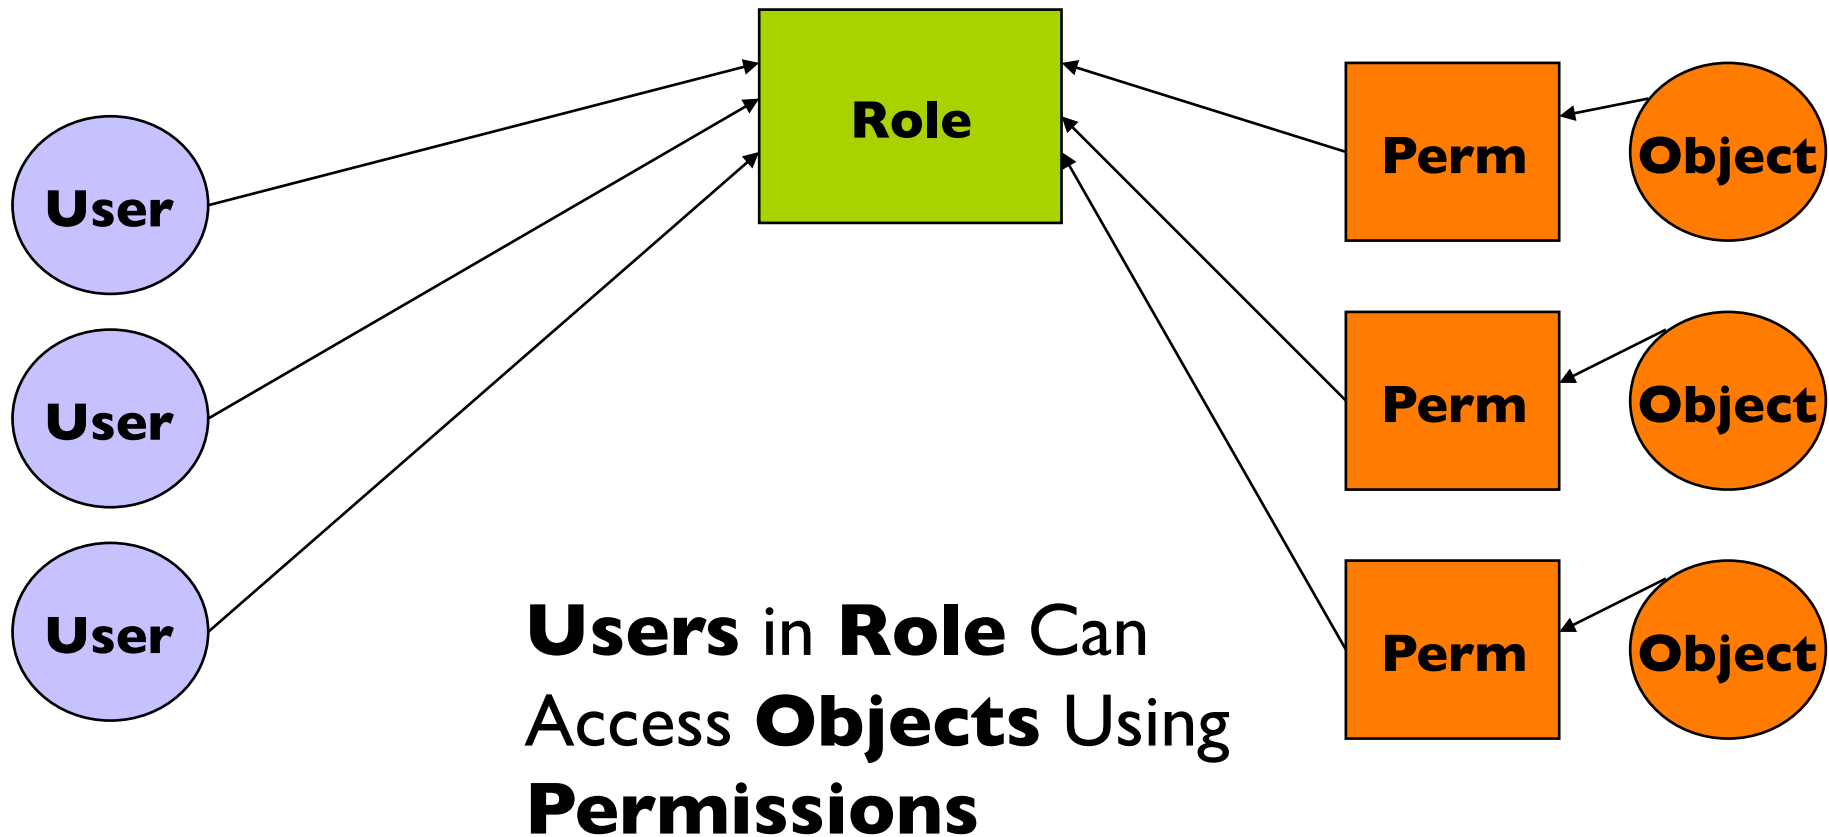 Role
Perm
Object
User
Perm
Object
User
Perm
Object
User
Users in Role Can
Access Objects Using
Permissions